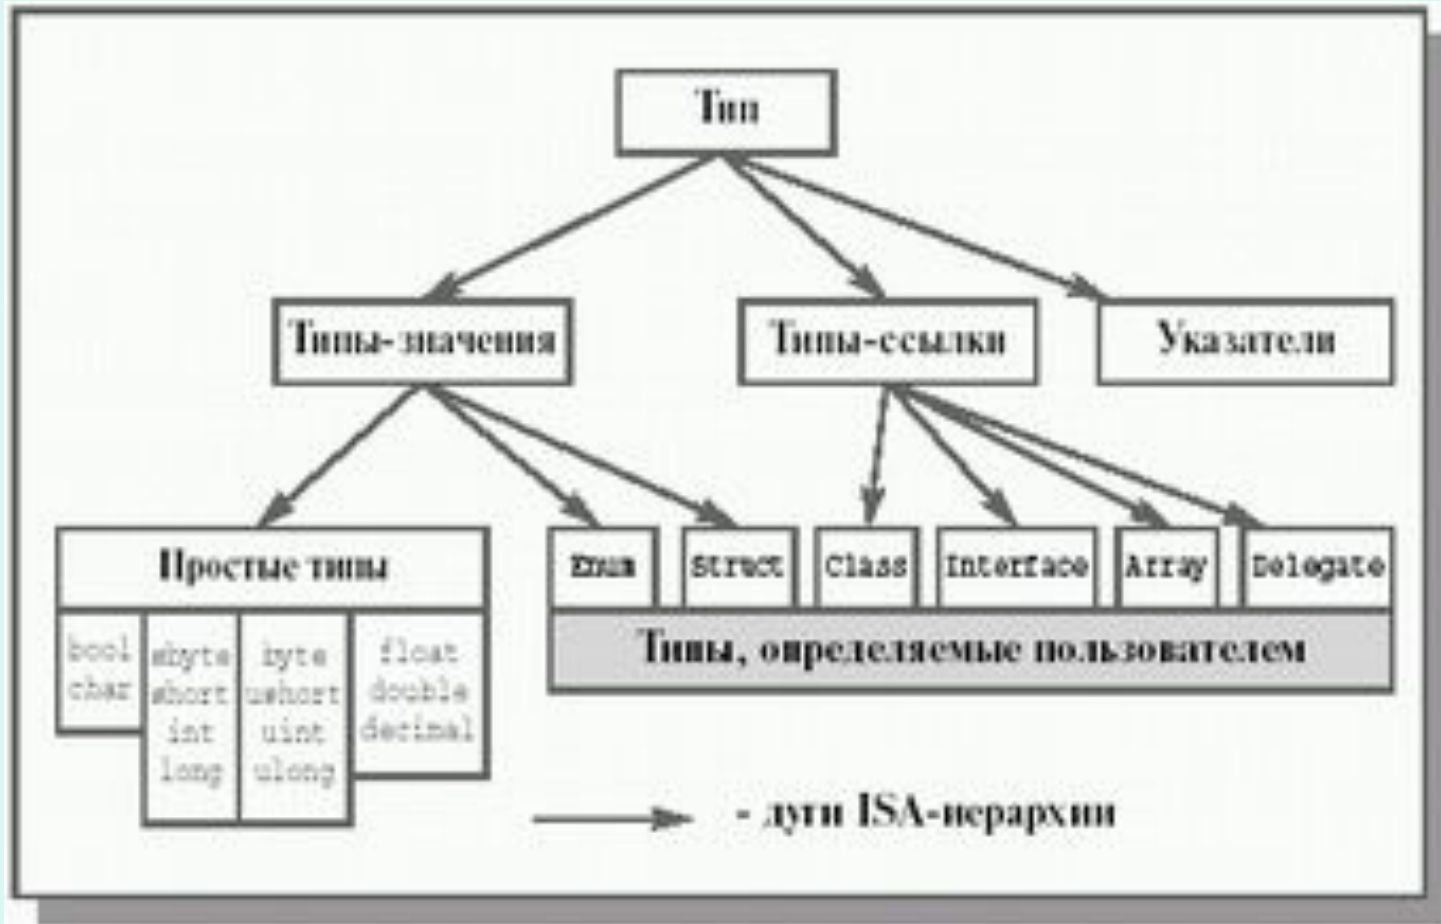 Тип
Типы-значения
Типы-ссылки
Указатели
Простые типы
Enum
Struct
Class
Interface
Array
Delegate
bool
char
sbyte
short
int
long
byte
ushort
uint
ulong
float
double
decimal
Типы, определяемые пользователем
- дуги ISA-иерархии